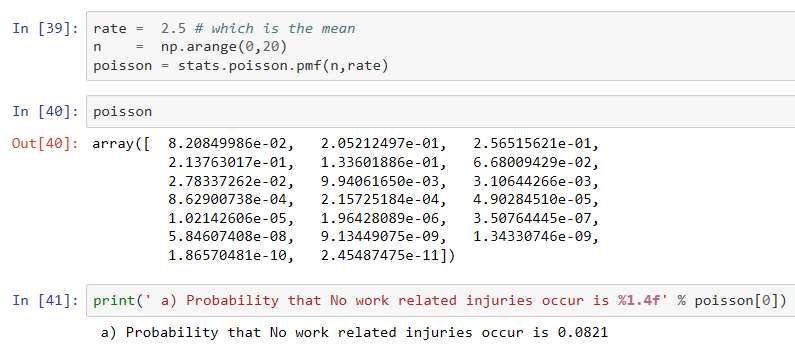 In [39]: rate =  2.5 # which is the mean
n    =  np.arange(0,20)
poisson = stats.poisson.pmf(n,rate)
In [40]: poisson
Out[40]: array([  8.20849986e-02,   2.05212497e-01,   2.56515621e-01,
2.13763017e-01,   1.33601886e-01,   6.68009429e-02,
2.78337262e-02,   9.94061650e-03,   3.10644266e-03,
8.62900738e-04,   2.15725184e-04,   4.90284510e-05,
1.02142606e-05,   1.96428089e-06,   3.50764445e-07,
5.84607408e-08,   9.13449075e-09,   1.34330746e-09,
1.86570481e-10,   2.45487475e-11])
In [41]: print(' a) Probability that No work related injuries occur is %1.4f' % poisson[0])
a) Probability that No work related injuries occur is 0.0821